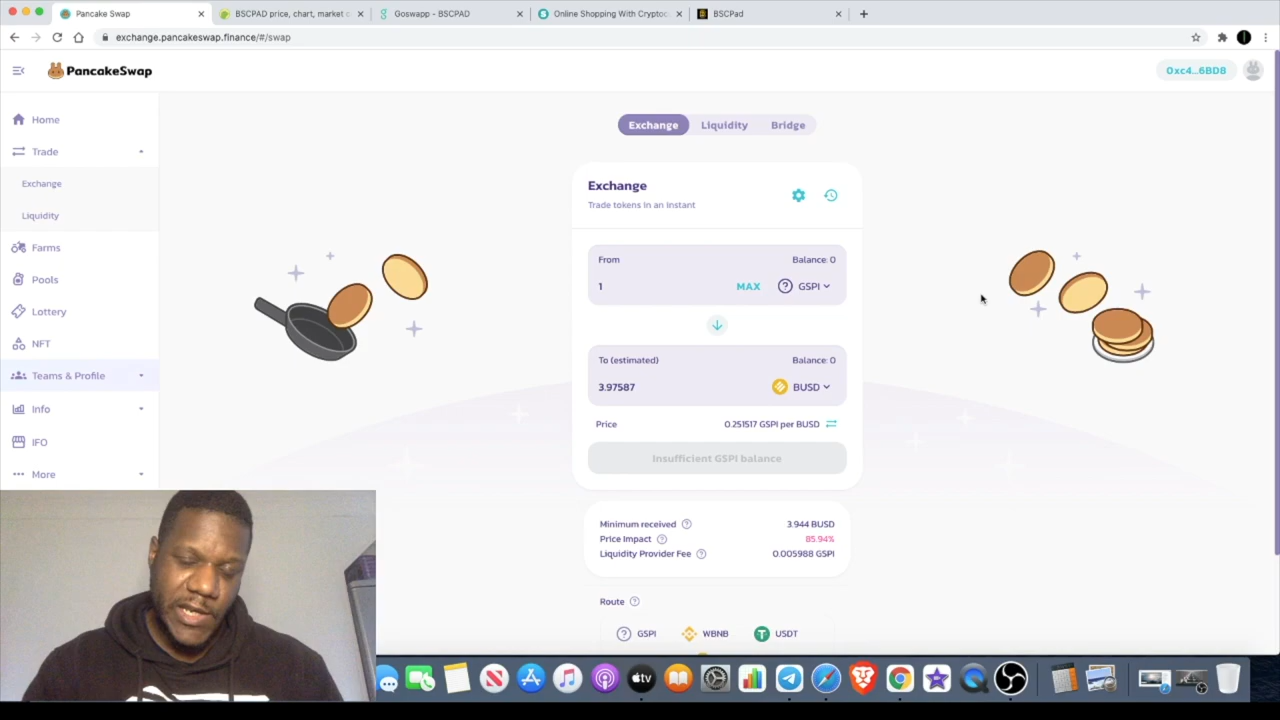 Pancake Swap
BSCPAD price, chart, market c
Goswapp - BSCPAD
Online Shopping With Cryptoc
BSCPad
exchange.pancakeswap.finance/#/swap
PancakeSwap
0xc4...6BD8
Home
Trade
Exchange
Liquidity
Farms
Pools
Lottery
NFT
Teams & Profile
Info
IFO
More
Exchange Liquidity Bridge
Exchange
Trade tokens in an instant
From Balance: 0
1 MAX GSPI
To (estimated) Balance: 0
3.97587 BUSD
Price 0.251517 GSPI per BUSD
Insufficient GSPI balance
Minimum received 3.944 BUSD
Price Impact 85.94%
Liquidity Provider Fee 0.005988 GSPI
Route
GSPI WBNB USDT
tv